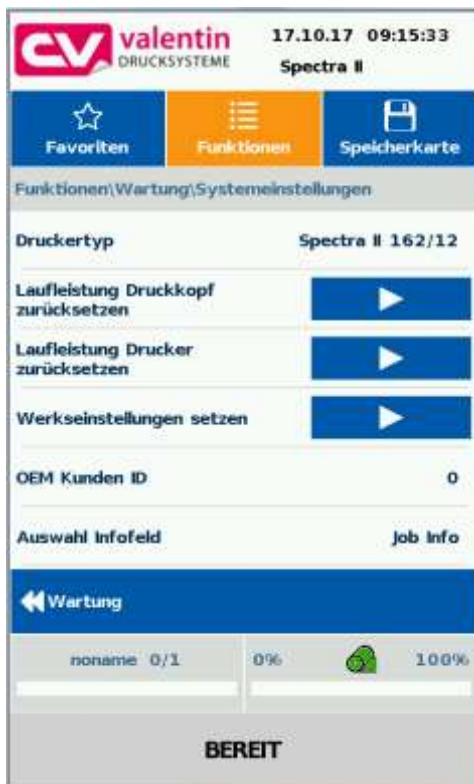 CV valentin
DRUCKSYSTEME
17.10.17 09:15:33
Spectra II
Favoriten
Funktionen
Speicherkarte
Funktionen\Wartung\Systemeinstellungen
Druckertyp Spectra II 162/12
Laufleistung Druckkopf
zurücksetzen
Laufleistung Drucker
zurücksetzen
Werkseinstellungen setzen
OEM Kunden ID 0
Auswahl Infofeld Job Info
Wartung
noname 0/1 0% 100%
BEREIT